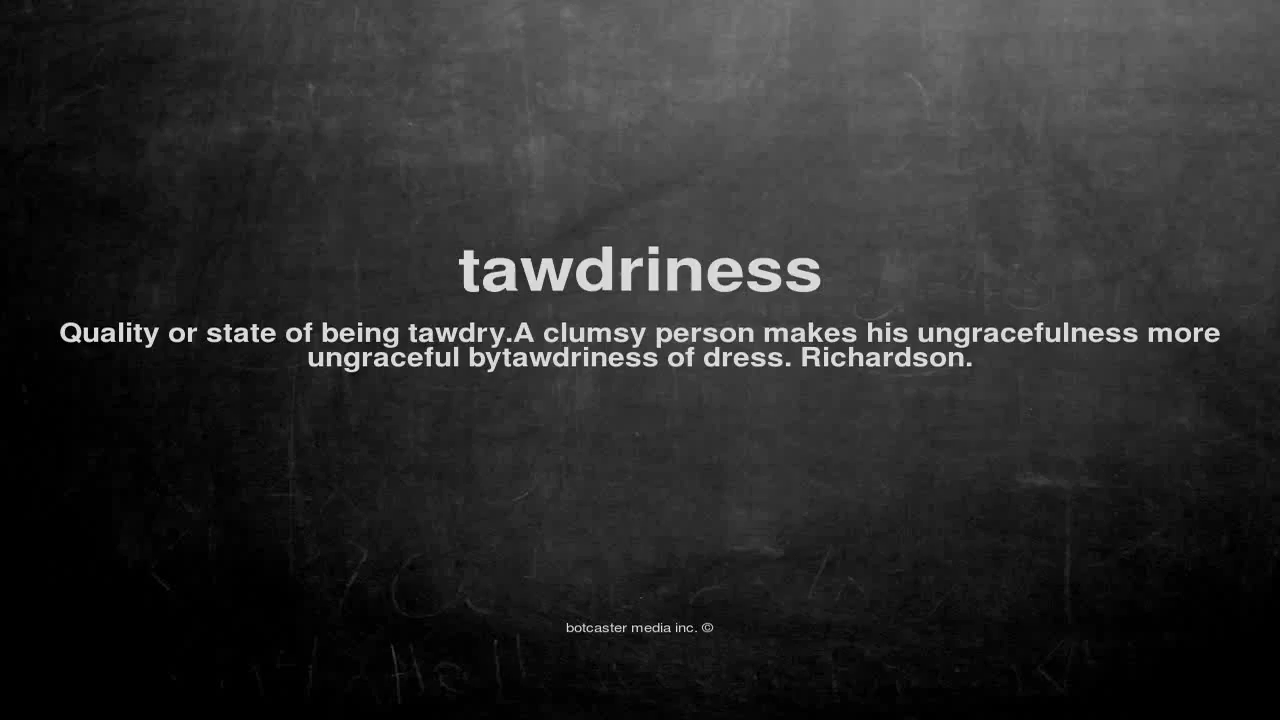 tawdriness
Quality or state of being tawdry.A clumsy person makes his ungracefulness more
ungraceful bytawdriness of dress. Richardson.
botcaster media inc. ©